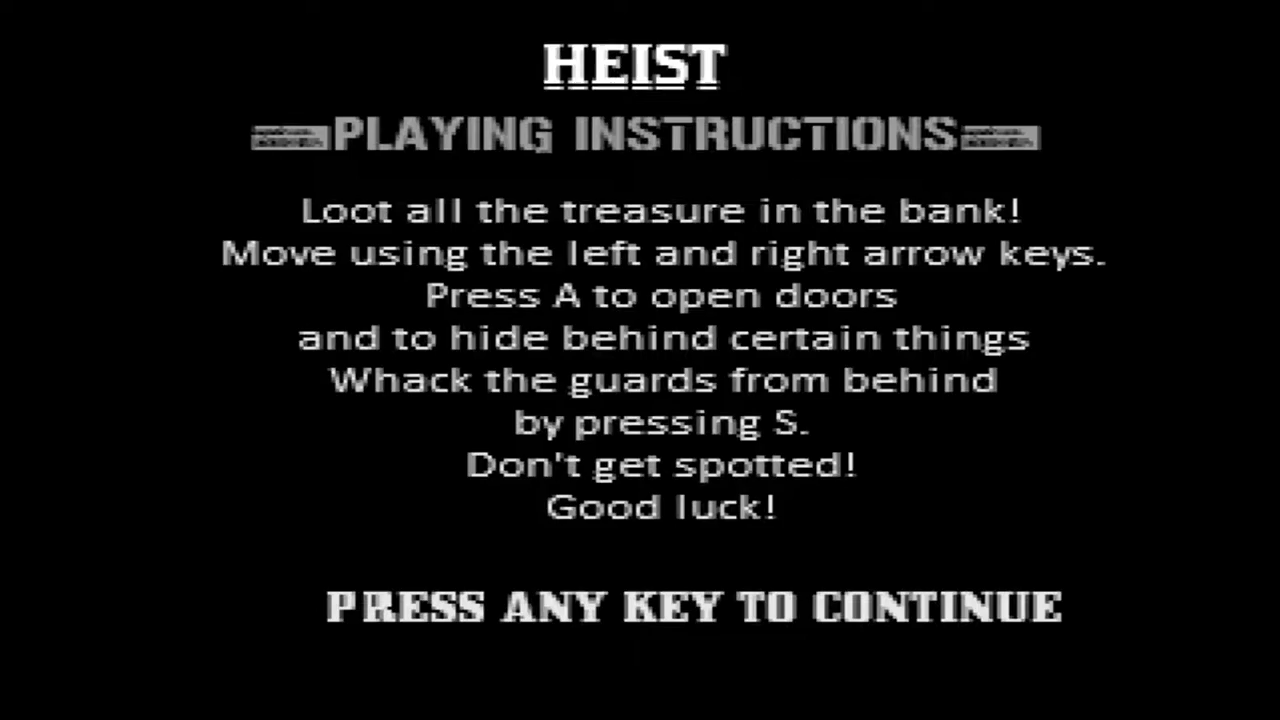 HEIST
PLAYING INSTRUCTIONS
Loot all the treasure in the bank!
Move using the left and right arrow keys.
Press A to open doors
and to hide behind certain things
Whack the guards from behind
by pressing S.
Don't get spotted!
Good luck!
PRESS ANY KEY TO CONTINUE